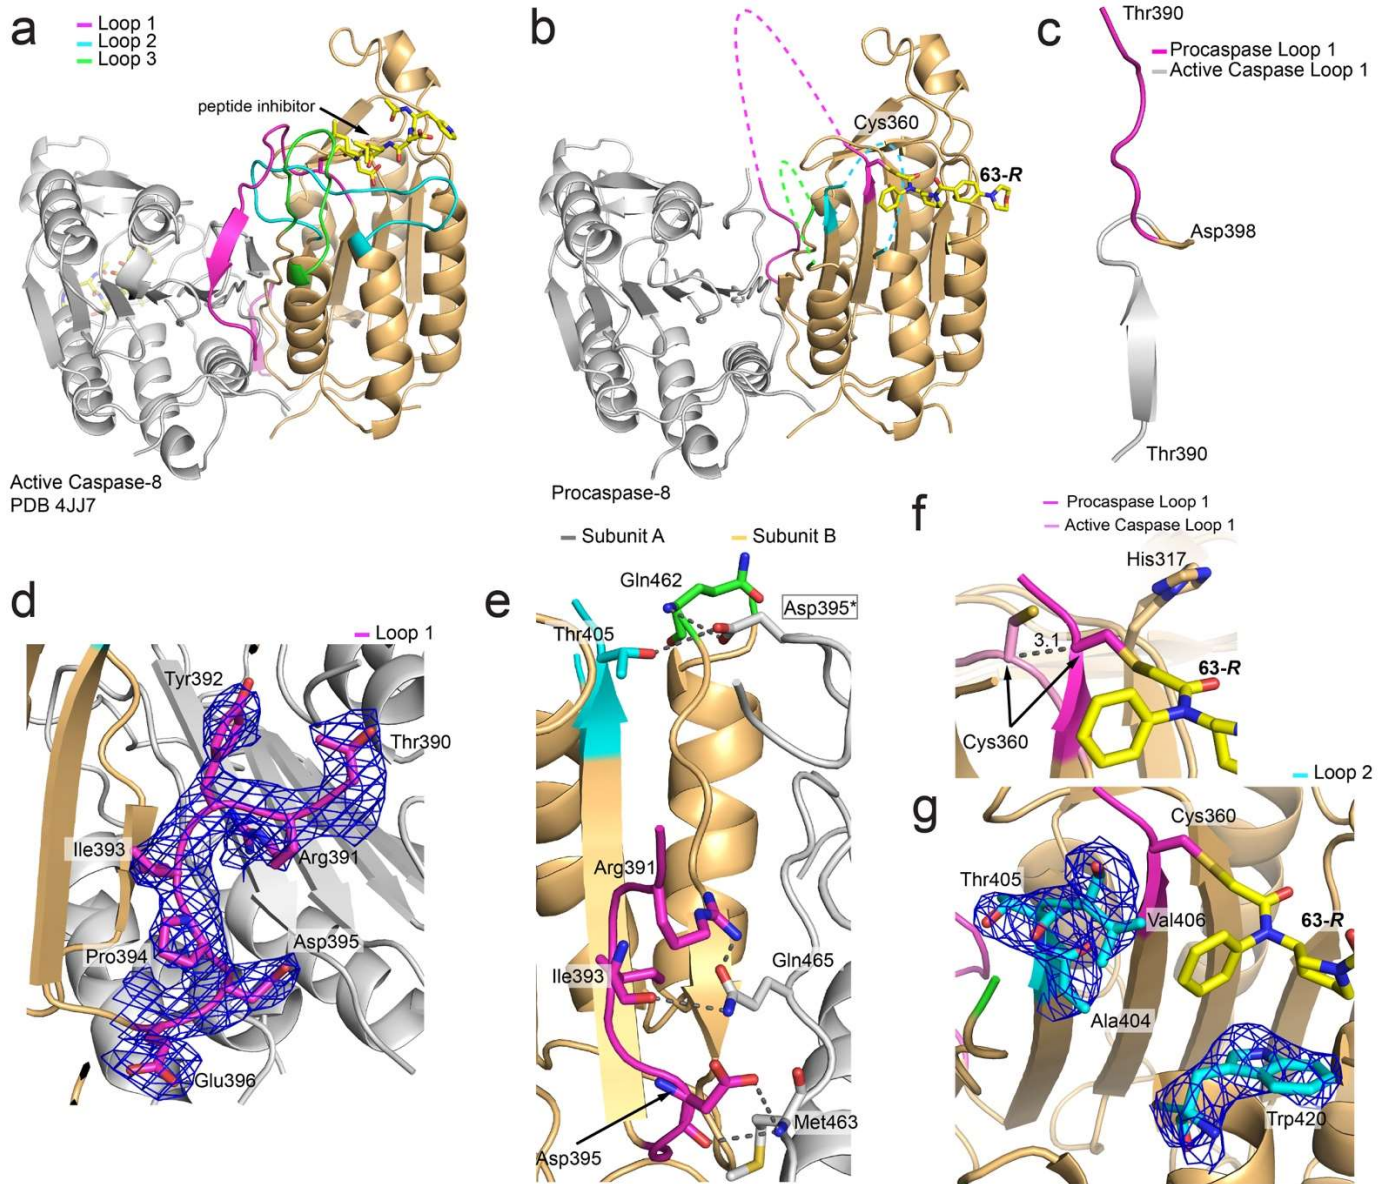 a
Loop 1
Loop 2
Loop 3
peptide inhibitor
Active Caspase-8
PDB 4JJ7
b
Cys360
63-R
Procaspase-8
c
Thr390
Procaspase Loop 1
Active Caspase Loop 1
Asp398
Thr390
d
Loop 1
Tyr392
Thr390
Ile393
Arg391
Pro394
Asp395
Glu396
Subunit A
Subunit B
e
Gln462
Asp395*
Thr405
Arg391
Ile393
Gln465
Met463
Asp395
f
Procaspase Loop 1
Active Caspase Loop 1
His317
3.1
63-R
Cys360
Loop 2
g
Cys360
Thr405
Val406
63-R
Ala404
Trp420